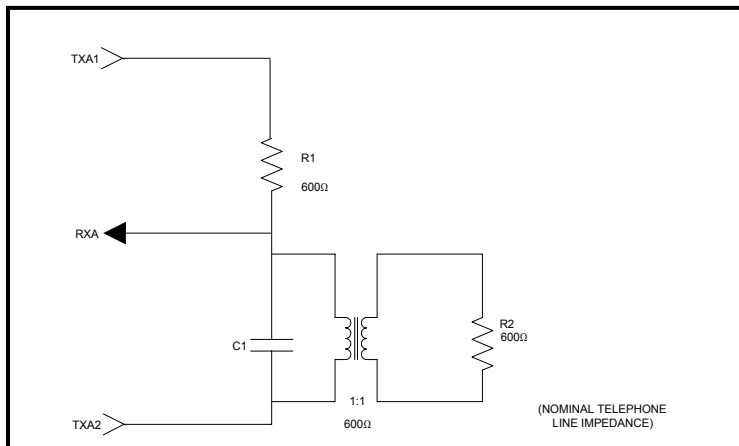 TXA1
R1
600Ω
RXA
C1
R2
600Ω
1:1
600Ω
TXA2
(NOMINAL TELEPHONE
LINE IMPEDANCE)